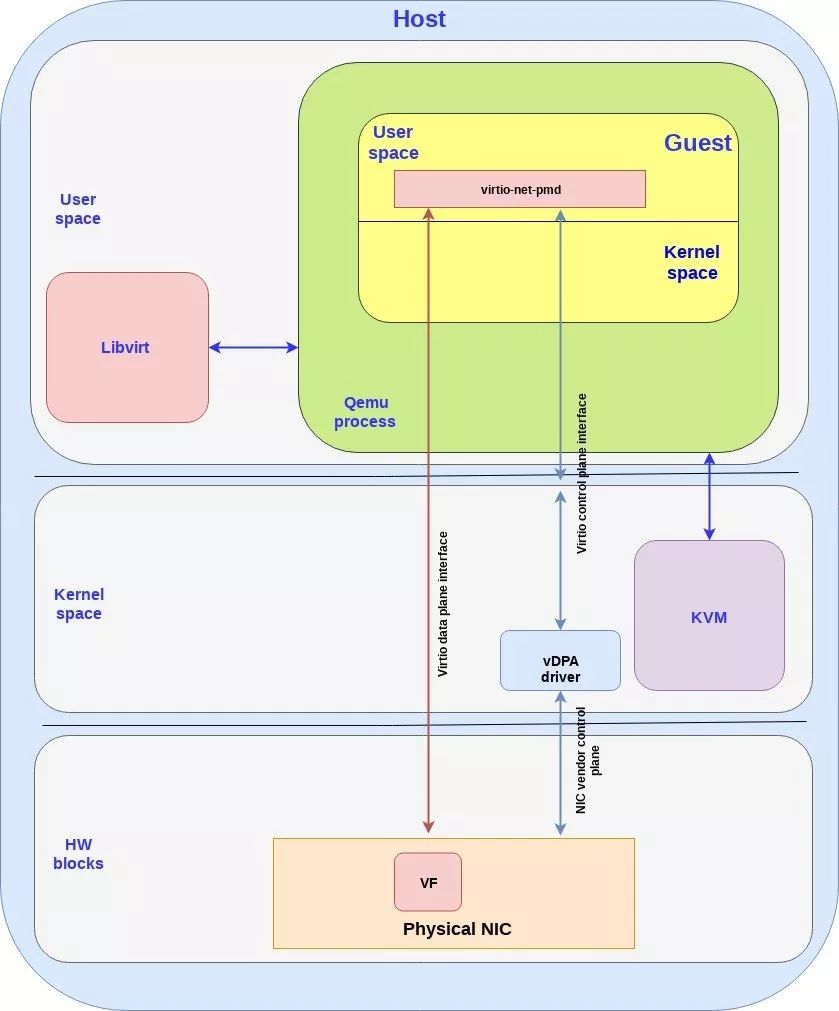 Host
User
space
Guest
virtio-net-pmd
User
space
Kernel
space
Libvirt
Qemu
process
Virtio control plane interface
Virtio data plane interface
Kernel
space
KVM
vDPA
driver
NIC vendor control
plane
HW
blocks
VF
Physical NIC